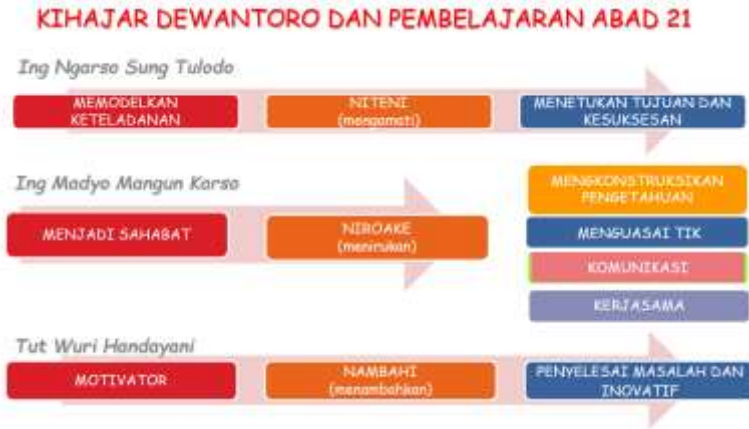 KIHAJAR DEWANTORO DAN PEMBELAJARAN ABAD 21
Ing Ngarso Sung Tulodo
MEMODELKAN
KETELADANAN
NITENI
(mengamati)
MENETUKAN TUJUAN DAN
KESUKSESAN
Ing Madyo Mangun Karso
MENJADI SAHABAT
NIROAKE
(menirukan)
MENGKONSTRUKSIKAN
PENGETAHUAN
MENGUASAI TIK
KOMUNIKASI
KERJASAMA
Tut Wuri Handayani
MOTIVATOR
NAMBAHI
(menambahkan)
PENYELESAI MASALAH DAN
INOVATIF